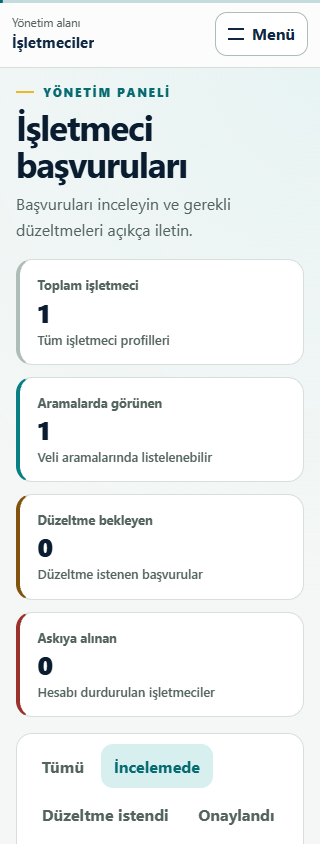 Yönetim alanı
İşletmeciler
Menü
YÖNETİM PANELİ
İşletmeci
başvuruları
Başvuruları inceleyin ve gerekli
düzeltmeleri açıkça iletin.
Toplam işletmeci
1
Tüm işletmeci profilleri
Aramalarda görünen
1
Veli aramalarında listelenebilir
Düzeltme bekleyen
0
Düzeltme istenen başvurular
Askıya alınan
0
Hesabı durdurulan işletmeciler
Tümü İncelemede
Düzeltme istendi Onaylandı